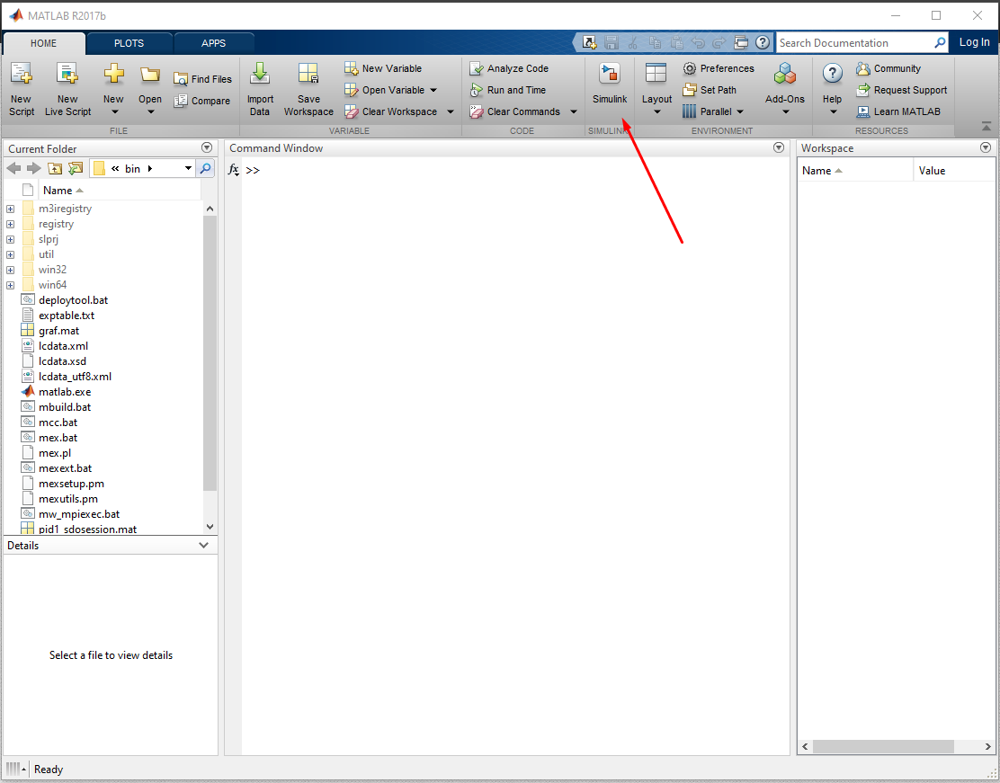 MATLAB R2017b
HOME PLOTS APPS
Search Documentation
Log In
New Script
New Live Script
New
Open
Find Files
Compare
FILE
Import Data
Save Workspace
New Variable
Open Variable
Clear Workspace
VARIABLE
Analyze Code
Run and Time
Clear Commands
CODE
Simulink
SIMULINK
Layout
Preferences
Set Path
Parallel
Add-Ons
ENVIRONMENT
Help
Community
Request Support
Learn MATLAB
RESOURCES
Current Folder
« bin
Name
m3iregistry
registry
slprj
util
win32
win64
deploytool.bat
exptable.txt
graf.mat
lcdata.xml
lcdata.xsd
lcdata_utf8.xml
matlab.exe
mbuild.bat
mcc.bat
mex.bat
mex.pl
mexext.bat
mexsetup.pm
mexutils.pm
mw_mpiexec.bat
pid1_sdosession.mat
Details
Select a file to view details
Command Window
fx >>
Workspace
Name Value
Ready